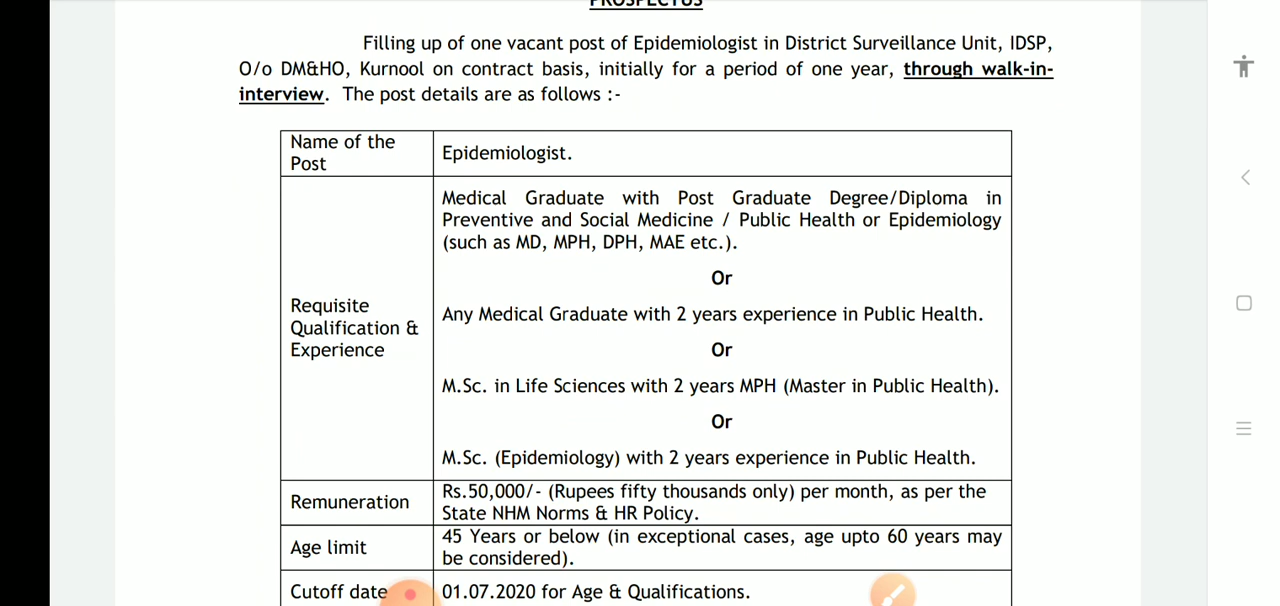 PROSPECTUS
Filling up of one vacant post of Epidemiologist in District Surveillance Unit, IDSP,
O/o DM&HO, Kurnool on contract basis, initially for a period of one year, through walk-in-
interview. The post details are as follows :-
Name of the
Post
Epidemiologist.
Requisite
Qualification &
Experience
Medical Graduate with Post Graduate Degree/Diploma in
Preventive and Social Medicine / Public Health or Epidemiology
(such as MD, MPH, DPH, MAE etc.).
Or
Any Medical Graduate with 2 years experience in Public Health.
Or
M.Sc. in Life Sciences with 2 years MPH (Master in Public Health).
Or
M.Sc. (Epidemiology) with 2 years experience in Public Health.
Remuneration
Rs.50,000/- (Rupees fifty thousands only) per month, as per the
State NHM Norms & HR Policy.
Age limit
45 Years or below (in exceptional cases, age upto 60 years may
be considered).
Cutoff date
01.07.2020 for Age & Qualifications.